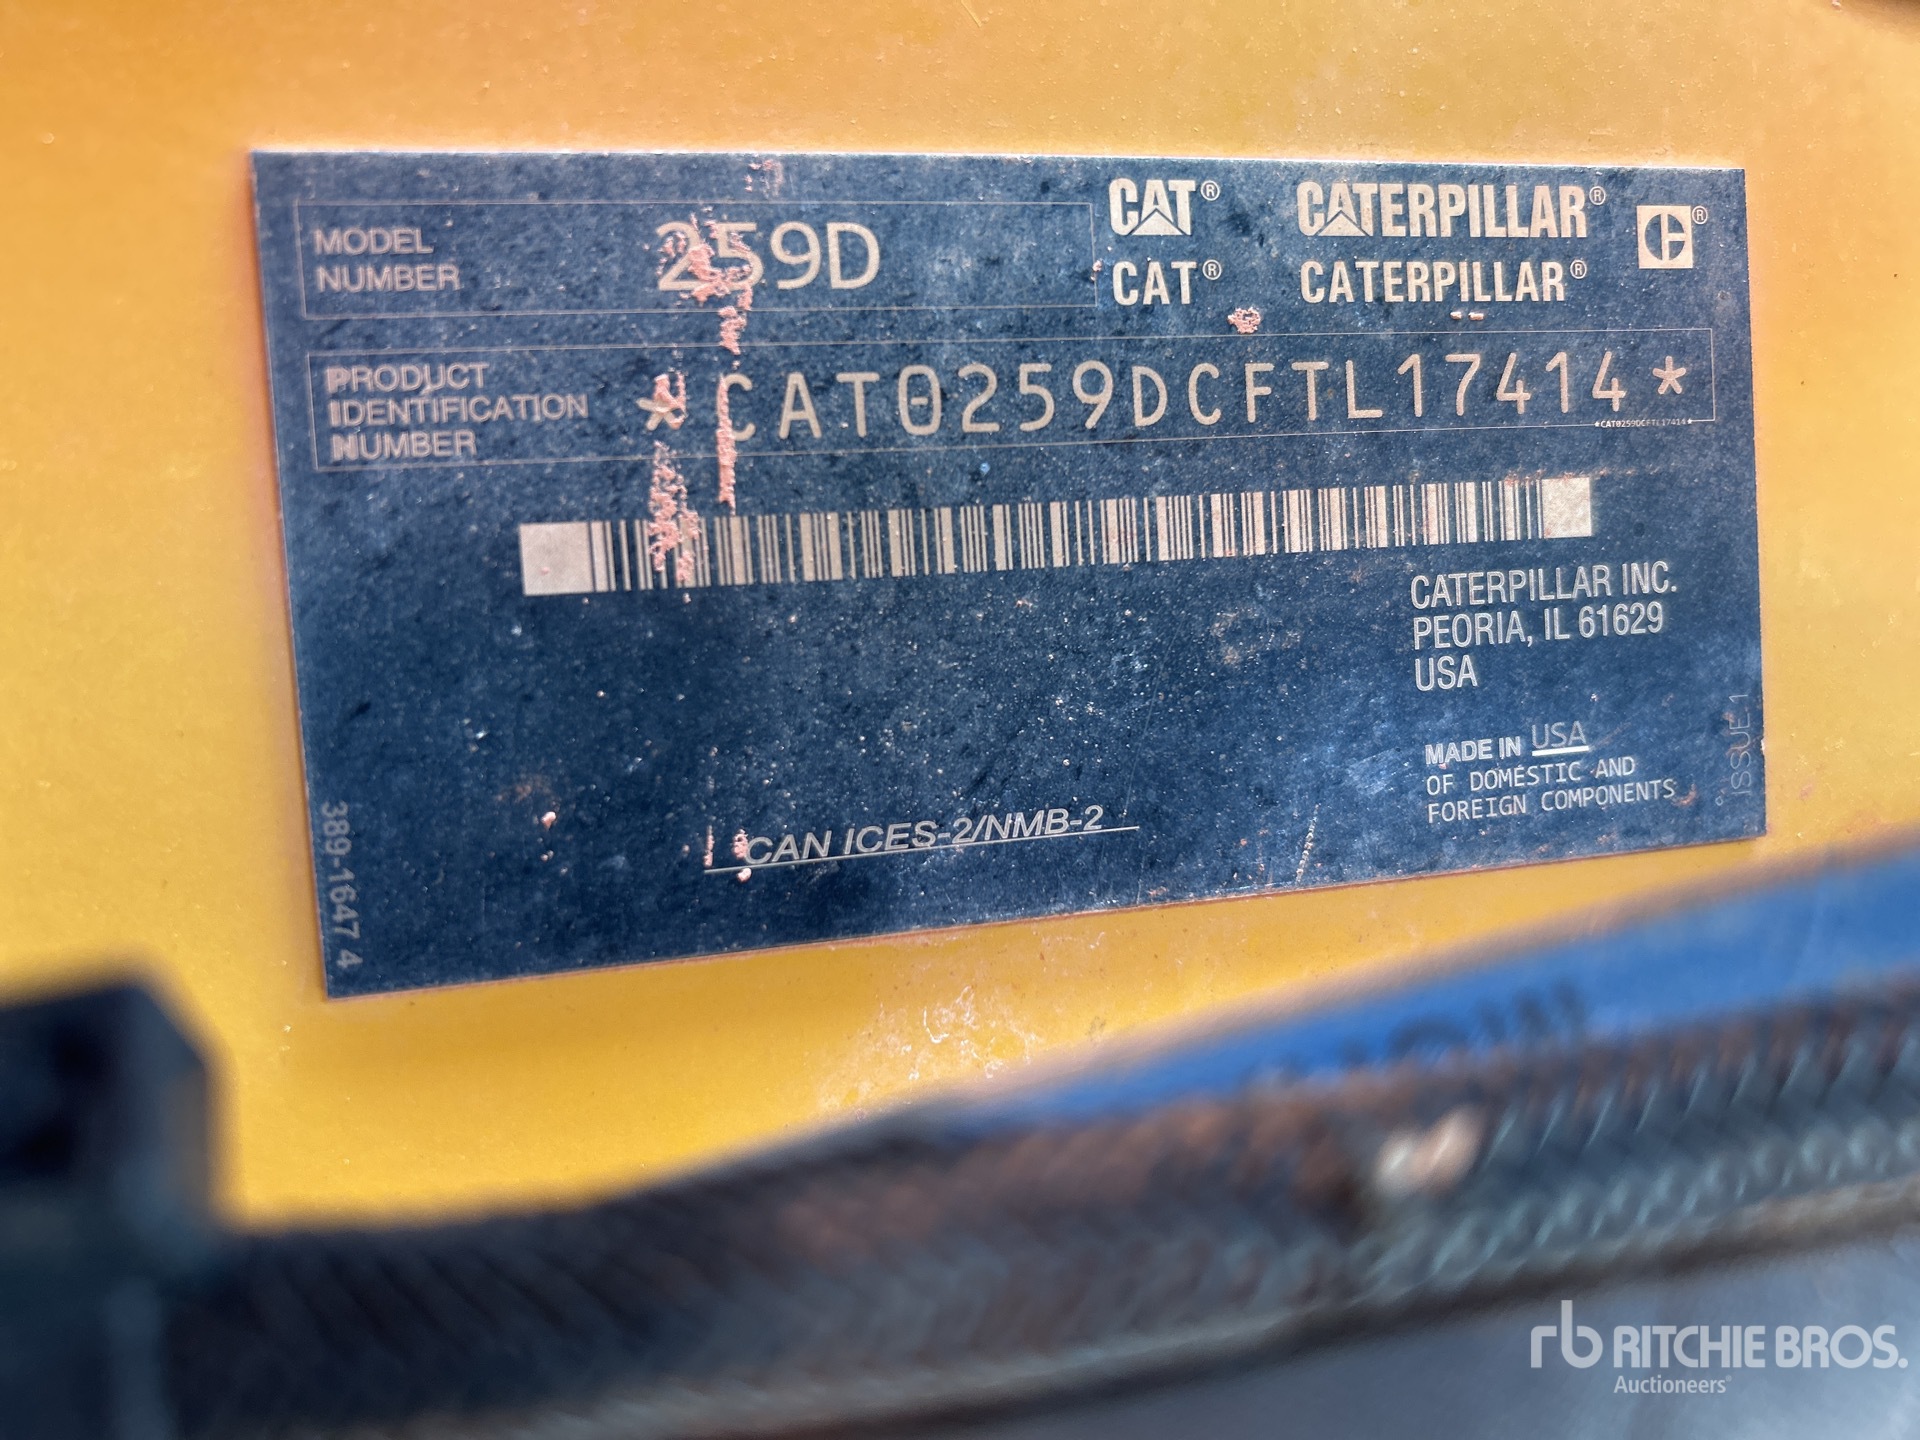 MODEL
NUMBER
259D
CAT® CATERPILLAR®
CAT® CATERPILLAR®
PRODUCT
IDENTIFICATION
NUMBER
*CAT0259DCFTL17414*
*CAT0259DCFTL17414*
CATERPILLAR INC.
PEORIA, IL 61629
USA
MADE IN USA
OF DOMESTIC AND
FOREIGN COMPONENTS
CAN ICES-2/NMB-2
389-1647 4
ISSUE 1
rb RITCHIE BROS.
Auctioneers